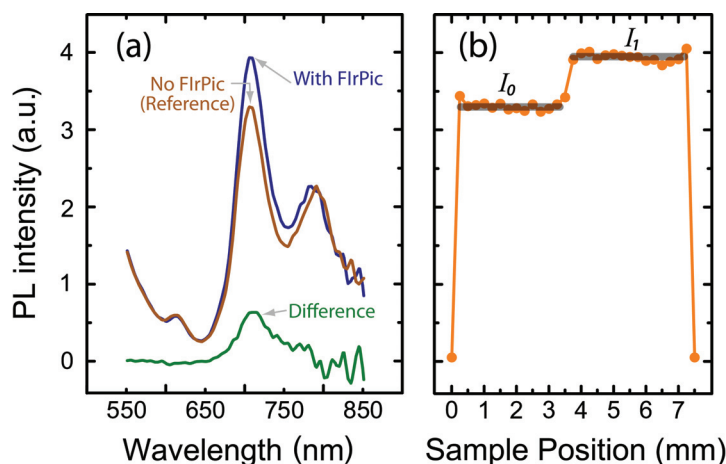 (a)
(b)
With FIrPic
No FIrPic
(Reference)
Difference
I0
I1
PL intensity (a.u.)
4
3
2
1
0
550 650 750 850
Wavelength (nm)
0 1 2 3 4 5 6 7
Sample Position (mm)